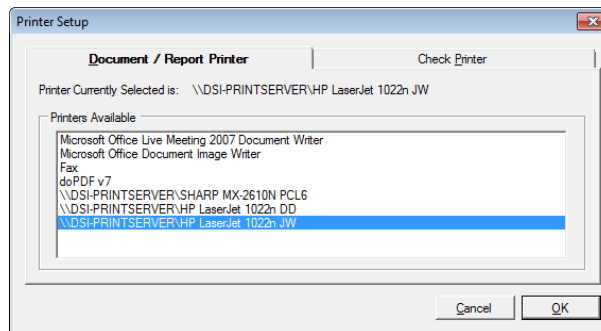 Printer Setup
Document / Report Printer
Check Printer
Printer Currently Selected is: \\DSI-PRINTSERVER\HP LaserJet 1022n JW
Printers Available
Microsoft Office Live Meeting 2007 Document Writer
Microsoft Office Document Image Writer
Fax
doPDF v7
\\DSI-PRINTSERVER\SHARP MX-2610N PCL6
\\DSI-PRINTSERVER\HP LaserJet 1022n DD
\\DSI-PRINTSERVER\HP LaserJet 1022n JW
Cancel
OK